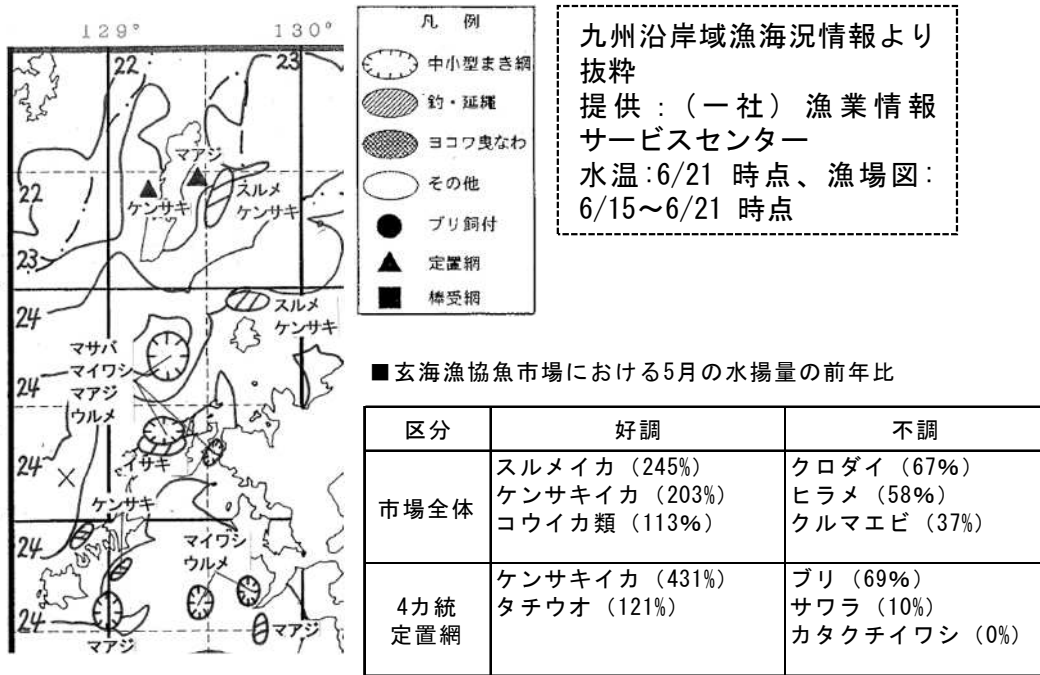 129°
130°
22
23
マアジ
22
ケンサキ
スルメ
ケンサキ
23
24
スルメ
ケンサキ
マサバ
マイワシ
マアジ
ウルメ
24
24
イサキ
ケンサキ
24
マイワシ
ウルメ
24
マアジ
マアジ
凡 例
中小型まき網
釣・延縄
ヨコワ曳なわ
その他
ブリ飼付
定置網
棒受網
九州沿岸域漁海況情報より
抜粋
提供:(一社)漁業情報
サービスセンター
水温:6/21 時点、漁場図:
6/15~6/21 時点
■玄海漁協魚市場における5月の水揚量の前年比
区分 好調 不調
市場全体
スルメイカ(245%)
ケンサキイカ(203%)
コウイカ類(113%)
クロダイ(67%)
ヒラメ(58%)
クルマエビ(37%)
4カ統
定置網
ケンサキイカ(431%)
タチウオ(121%)
ブリ(69%)
サワラ(10%)
カタクチイワシ(0%)